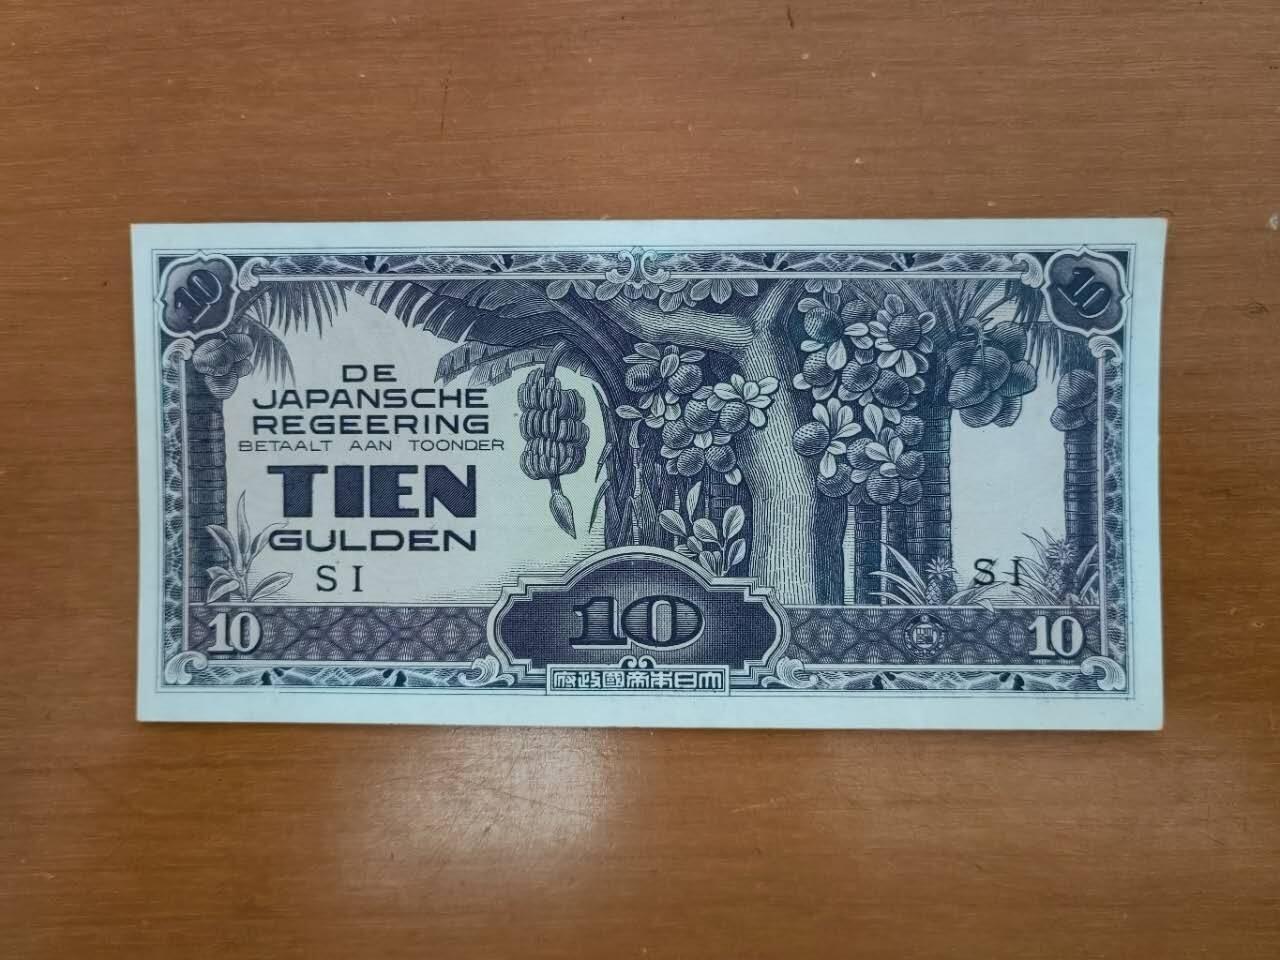 10
10
DE
JAPANSCHE
REGEERING
BETAALT AAN TOONDER
TIEN
GULDEN
SI
SI
10
10
10
府政國帝本日大